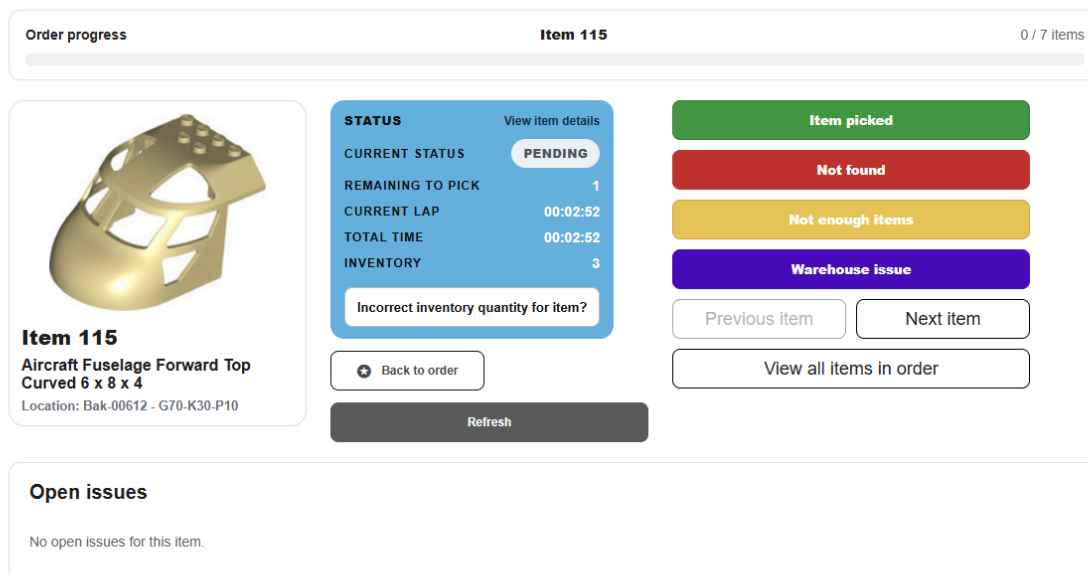 Order progress
Item 115
0 / 7 items
Item 115
Aircraft Fuselage Forward Top
Curved 6 x 8 x 4
Location: Bak-00612 - G70-K30-P10
STATUS
View item details
CURRENT STATUS
PENDING
REMAINING TO PICK
1
CURRENT LAP
00:02:52
TOTAL TIME
00:02:52
INVENTORY
3
Incorrect inventory quantity for item?
Back to order
Refresh
Item picked
Not found
Not enough items
Warehouse issue
Previous item
Next item
View all items in order
Open issues
No open issues for this item.